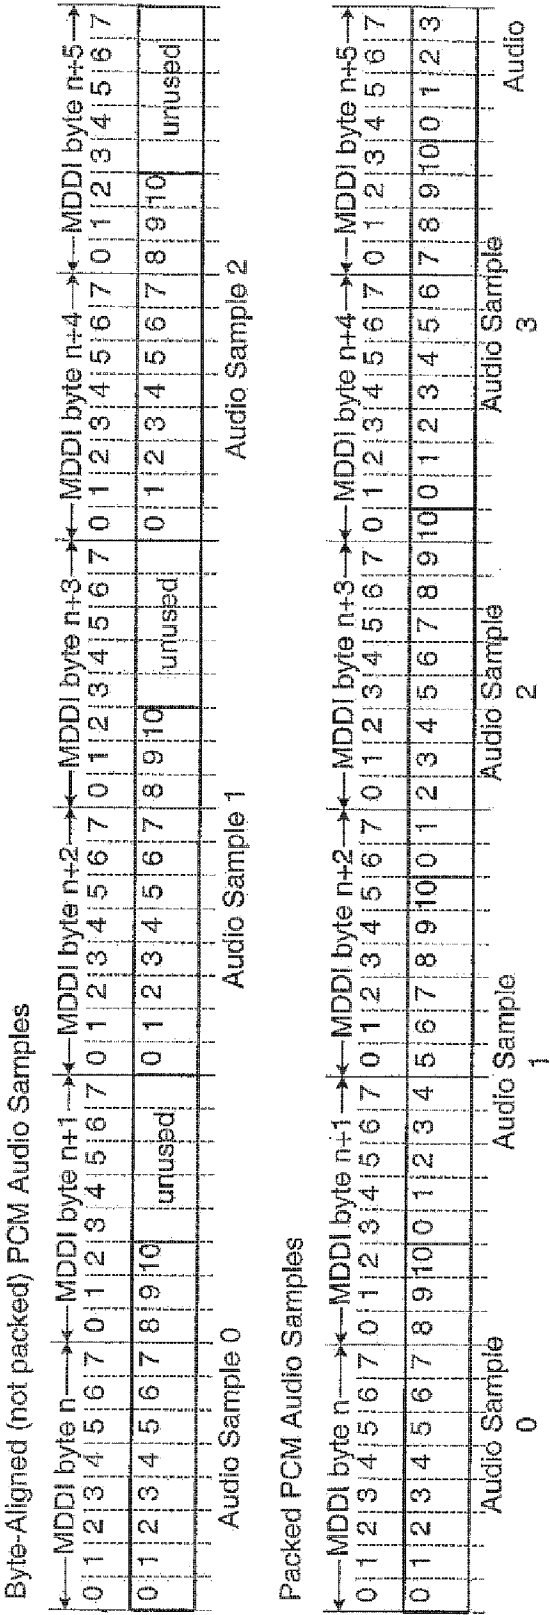 Byte-Aligned (not packed) PCM Audio Samples
MDDI byte n MDDI byte n+1 MDDI byte n+2 MDDI byte n+3 MDDI byte n+4 MDDI byte n+5
0 1 2 3 4 5 6 7 0 1 2 3 4 5 6 7 0 1 2 3 4 5 6 7 0 1 2 3 4 5 6 7 0 1 2 3 4 5 6 7 0 1 2 3 4 5 6 7
0 1 2 3 4 5 6 7 8 9 10 unused 0 1 2 3 4 5 6 7 8 9 10 unused 0 1 2 3 4 5 6 7 8 9 10 unused
Audio Sample 0 Audio Sample 1 Audio Sample 2
Packed PCM Audio Samples
MDDI byte n MDDI byte n+1 MDDI byte n+2 MDDI byte n+3 MDDI byte n+4 MDDI byte n+5
0 1 2 3 4 5 6 7 0 1 2 3 4 5 6 7 0 1 2 3 4 5 6 7 0 1 2 3 4 5 6 7 0 1 2 3 4 5 6 7 0 1 2 3 4 5 6 7
0 1 2 3 4 5 6 7 8 9 10 0 1 2 3 4 5 6 7 8 9 10 0 1 2 3 4 5 6 7 8 9 10 0 1 2 3 4 5 6 7 8 9 10 0 1 2 3
Audio Sample Audio Sample Audio Sample Audio Sample Audio
0 1 2 3